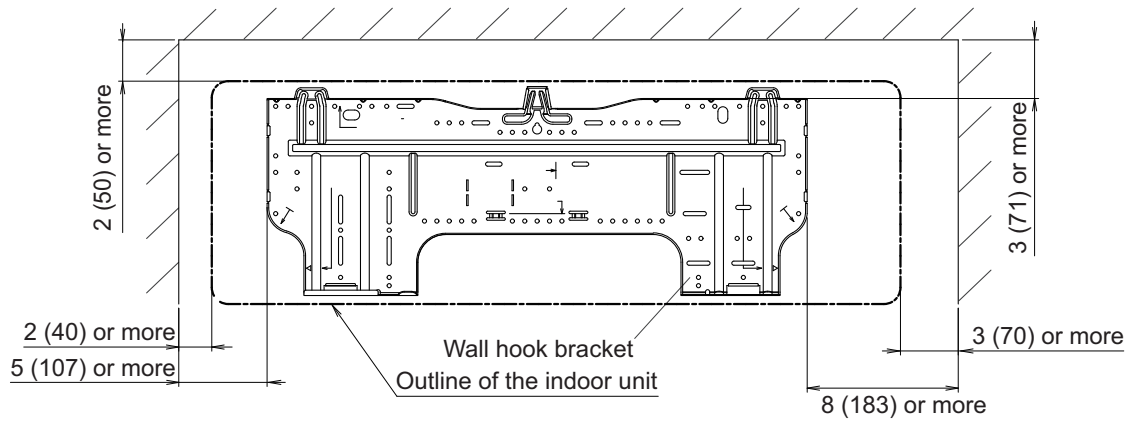 2 (50) or more
3 (71) or more
2 (40) or more
5 (107) or more
Wall hook bracket
Outline of the indoor unit
3 (70) or more
8 (183) or more